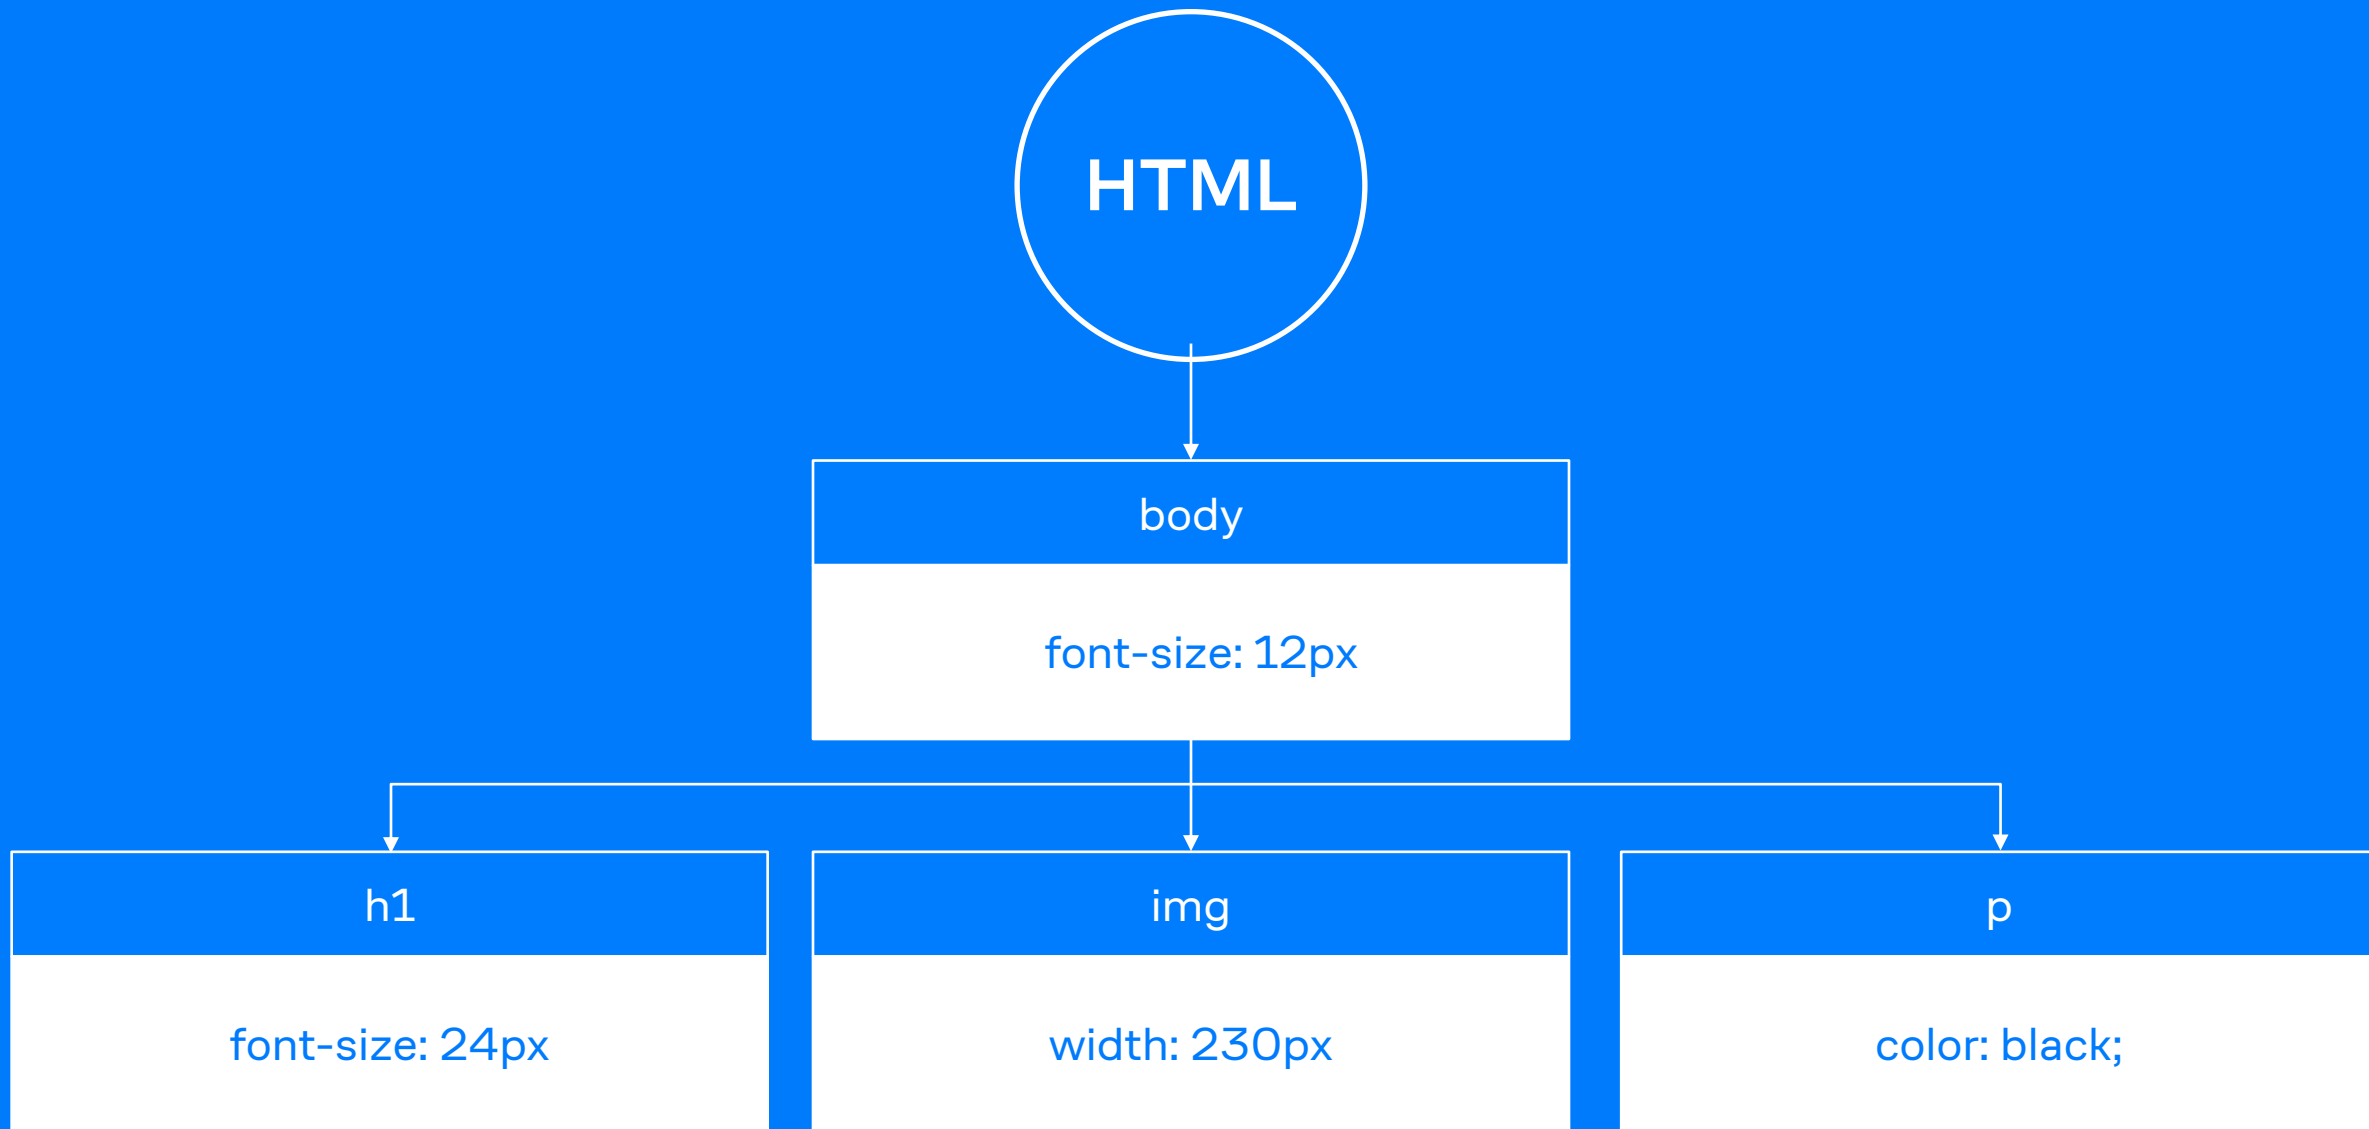 HTML
body
font-size: 12px
h1
img
p
font-size: 24px
width: 230px
color: black;